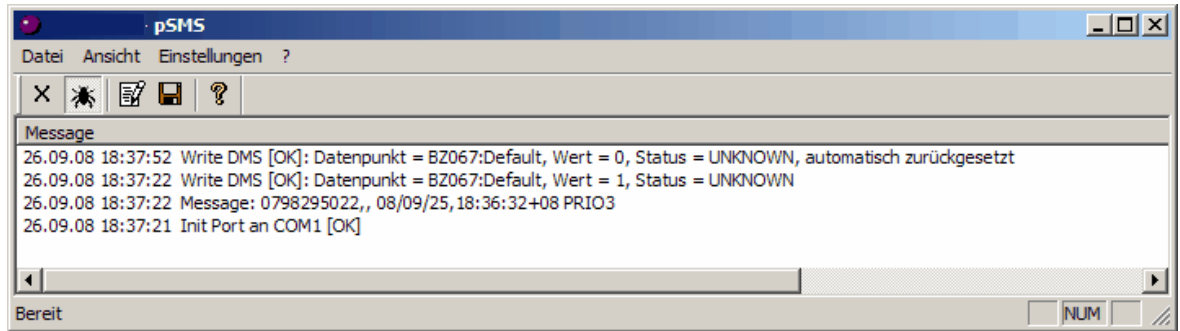 · pSMS
Datei Ansicht Einstellungen ?
Message
26.09.08 18:37:52 Write DMS [OK]: Datenpunkt = BZ067:Default, Wert = 0, Status = UNKNOWN, automatisch zurückgesetzt
26.09.08 18:37:22 Write DMS [OK]: Datenpunkt = BZ067:Default, Wert = 1, Status = UNKNOWN
26.09.08 18:37:22 Message: 0798295022,, 08/09/25,18:36:32+08 PRIO3
26.09.08 18:37:21 Init Port an COM1 [OK]
Bereit NUM